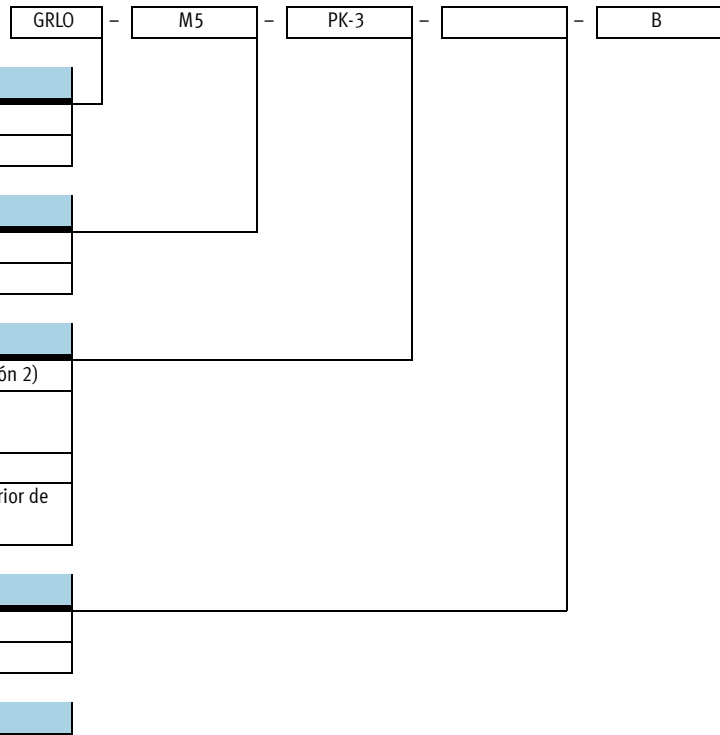 GRLO – M5 – PK-3 – – B
ón 2)
rior de